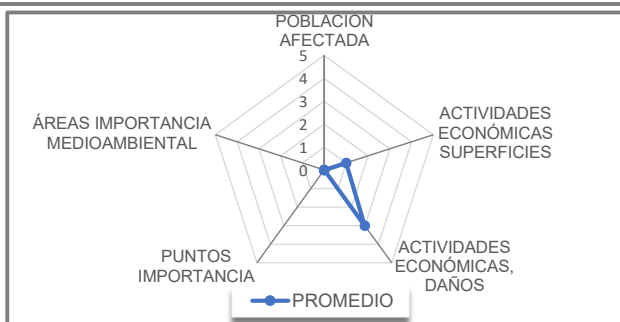 POBLACIÓN
AFECTADA
5
4
3
2
1
0
ACTIVIDADES
ECONÓMICAS
SUPERFICIES
ÁREAS IMPORTANCIA
MEDIOAMBIENTAL
PUNTOS
IMPORTANCIA
ACTIVIDADES
ECONÓMICAS,
DAÑOS
PROMEDIO